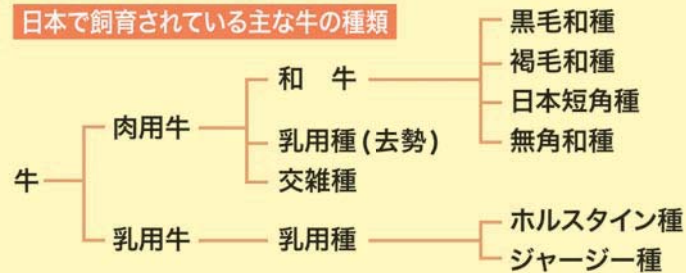 日本で飼育されている主な牛の種類
牛
肉用牛
和　牛
黒毛和種
褐毛和種
日本短角種
無角和種
乳用種(去勢)
交雑種
乳用牛
乳用種
ホルスタイン種
ジャージー種